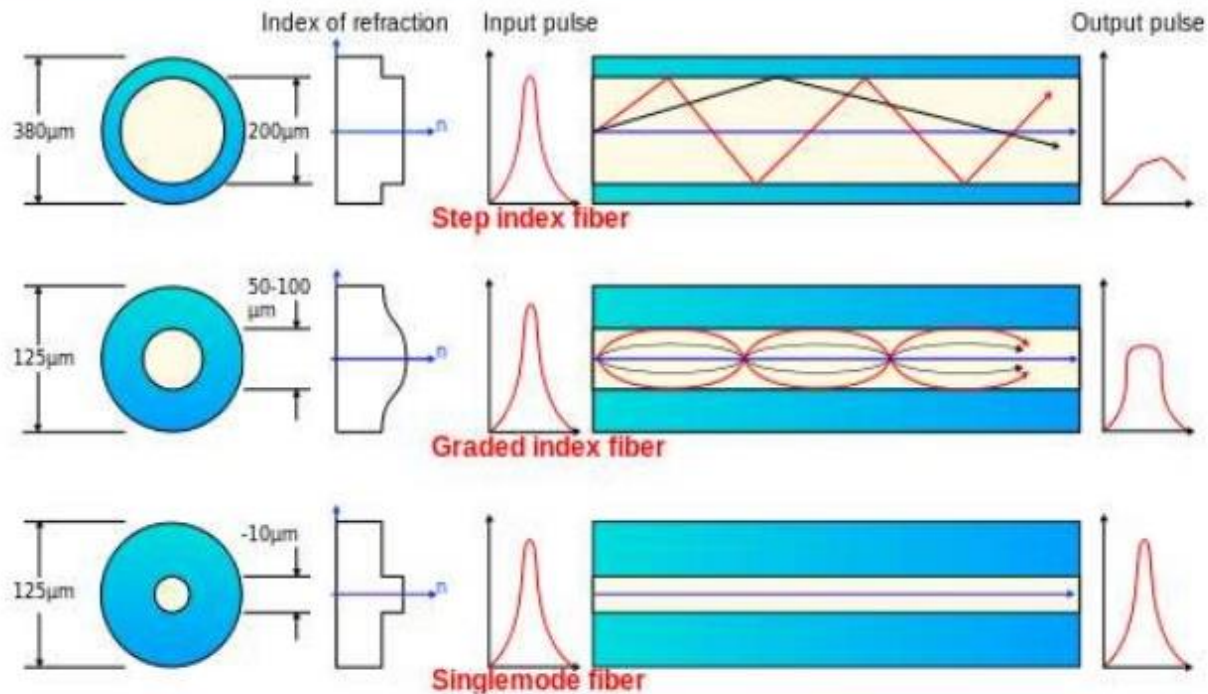 Index of refraction
Input pulse
Output pulse
380µm
200µm
n
Step index fiber
50-100
µm
125µm
n
Graded index fiber
-10µm
125µm
n
Singlemode fiber